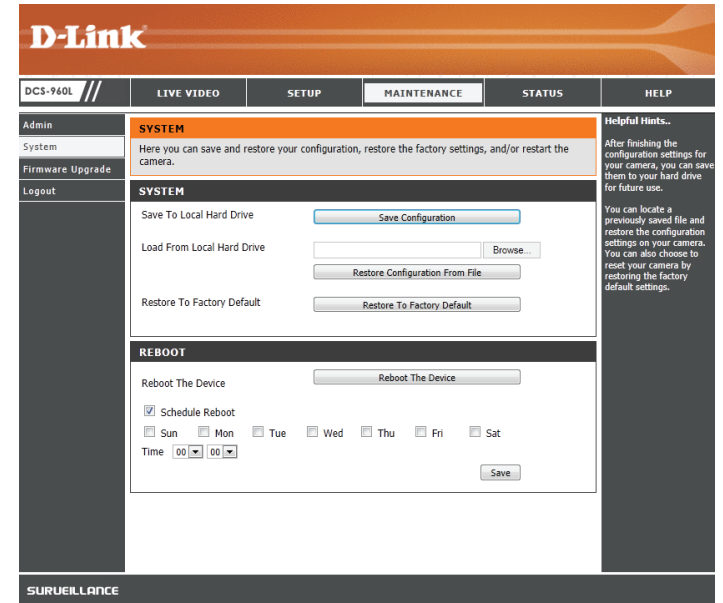 D-Link
DCS-960L
LIVE VIDEO
SETUP
MAINTENANCE
STATUS
HELP
Admin
System
Firmware Upgrade
Logout
SYSTEM
Here you can save and restore your configuration, restore the factory settings, and/or restart the
camera.
SYSTEM
Save To Local Hard Drive
Save Configuration
Load From Local Hard Drive
Browse...
Restore Configuration From File
Restore To Factory Default
Restore To Factory Default
REBOOT
Reboot The Device
Reboot The Device
Schedule Reboot
Sun Mon Tue Wed Thu Fri Sat
Time 00 00
Save
Helpful Hints..
After finishing the
configuration settings for
your camera, you can save
them to your hard drive
for future use.
You can locate a
previously saved file and
restore the configuration
settings on your camera.
You can also choose to
reset your camera by
restoring the factory
default settings.
SURVEILLANCE